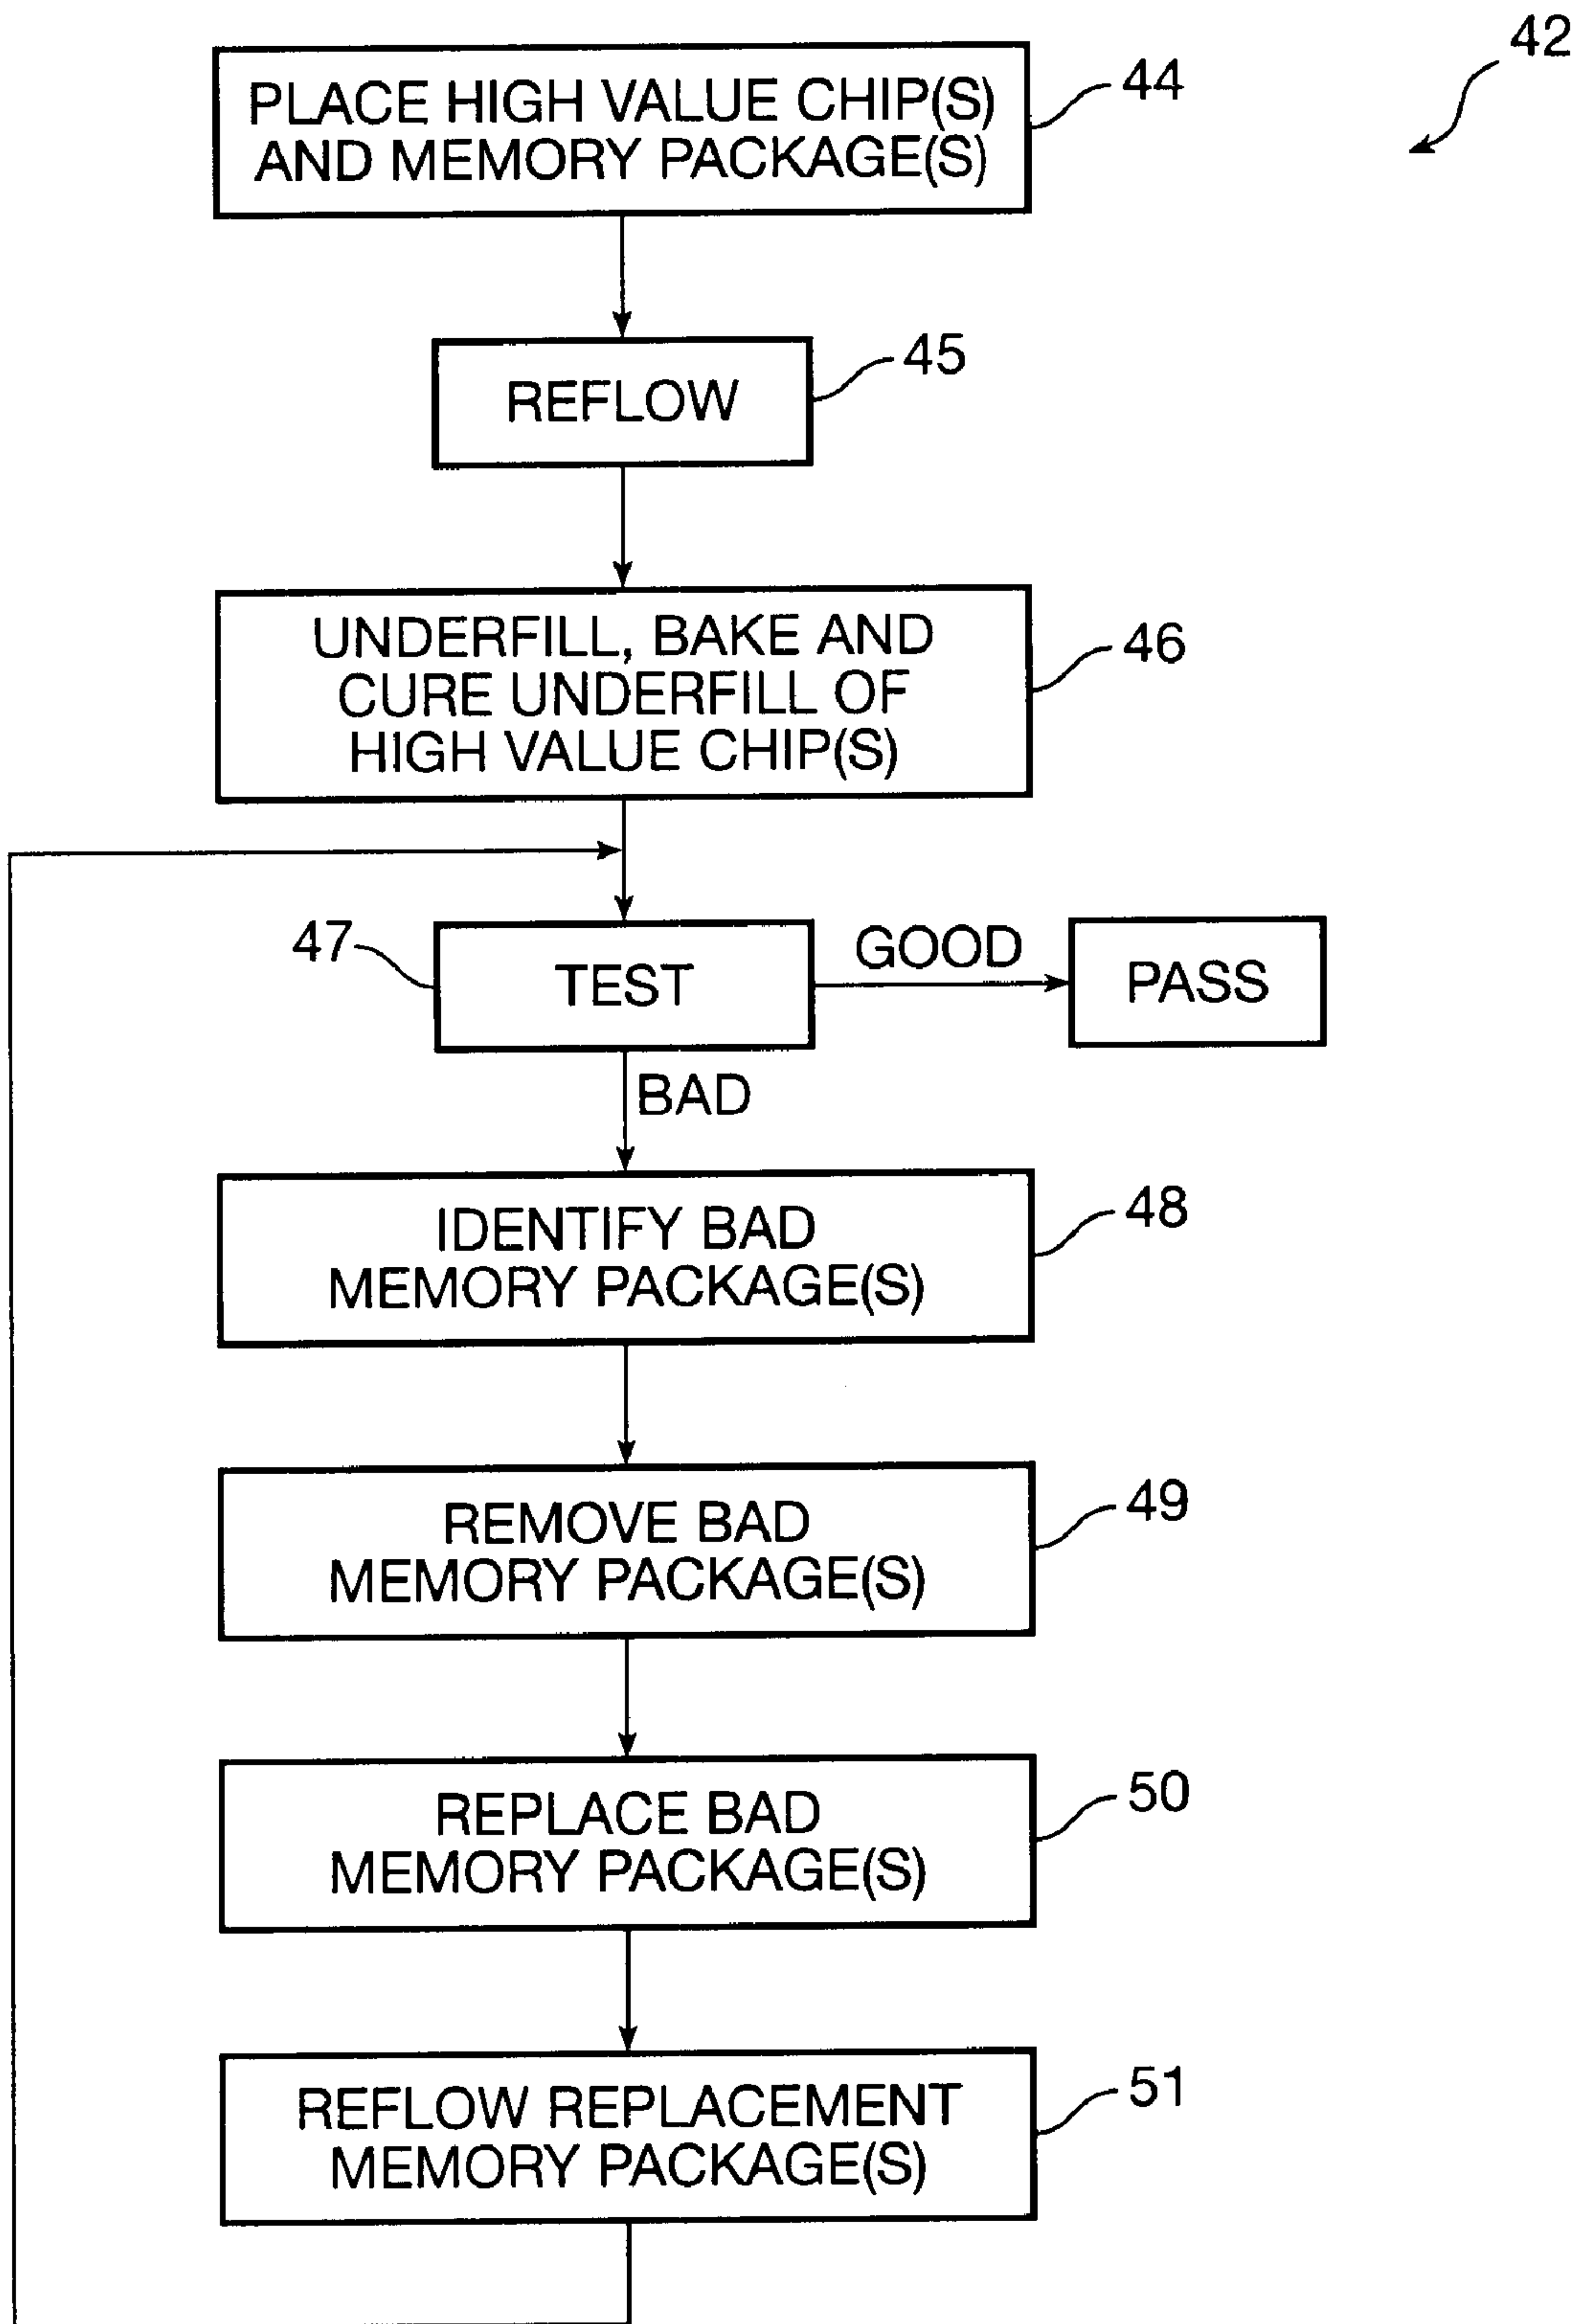 42
PLACE HIGH VALUE CHIP(S)
AND MEMORY PACKAGE(S)
44
REFLOW
45
UNDERFILL, BAKE AND
CURE UNDERFILL OF
HIGH VALUE CHIP(S)
46
47
TEST
GOOD
PASS
BAD
IDENTIFY BAD
MEMORY PACKAGE(S)
48
REMOVE BAD
MEMORY PACKAGE(S)
49
REPLACE BAD
MEMORY PACKAGE(S)
50
REFLOW REPLACEMENT
MEMORY PACKAGE(S)
51